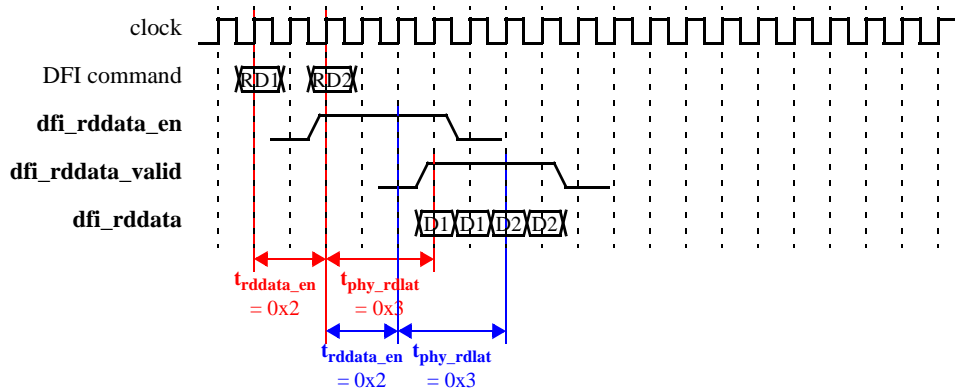 clock
DFI command RD1 RD2
dfi_rddata_en
dfi_rddata_valid
dfi_rddata D1 D1 D2 D2
trddata_en tphy_rdlat
= 0x2 = 0x3
trddata_en tphy_rdlat
= 0x2 = 0x3